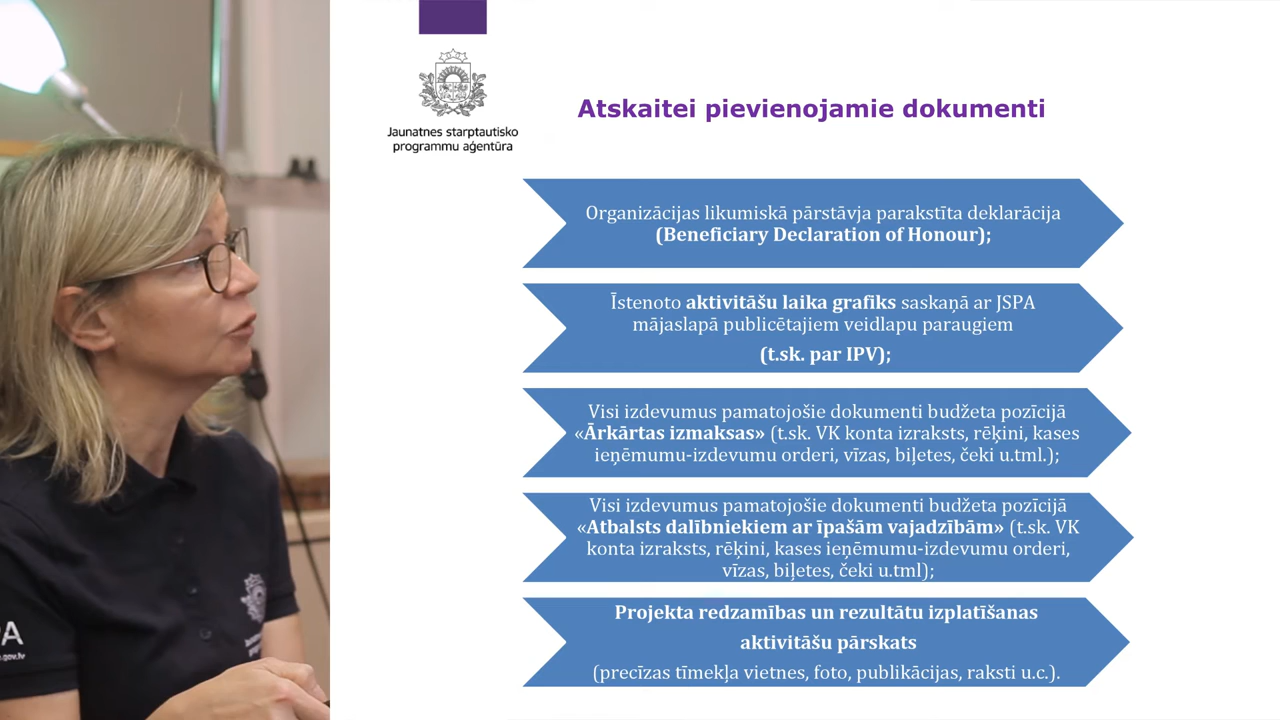 Jaunatnes starptautisko
programmu aģentūra
Atskaitei pievienojamie dokumenti
Organizācijas likumiskā pārstāvja parakstīta deklarācija
(Beneficiary Declaration of Honour);
Īstenoto aktivitāšu laika grafiks saskaņā ar JSPA
mājaslapā publicētajiem veidlapu paraugiem
(t.sk. par IPV);
Visi izdevumus pamatojošie dokumenti budžeta pozīcijā
«Ārkārtas izmaksas» (t.sk. VK konta izraksts, rēķini, kases
ieņēmumu-izdevumu orderi, vīzas, biļetes, čeki u.tml.);
Visi izdevumus pamatojošie dokumenti budžeta pozīcijā
«Atbalsts dalībniekiem ar īpašām vajadzībām» (t.sk. VK
konta izraksts, rēķini, kases ieņēmumu-izdevumu orderi,
vīzas, biļetes, čeki u.tml);
Projekta redzamības un rezultātu izplatīšanas
aktivitāšu pārskats
(precīzas tīmekļa vietnes, foto, publikācijas, raksti u.c.).
PA
.gov.lv